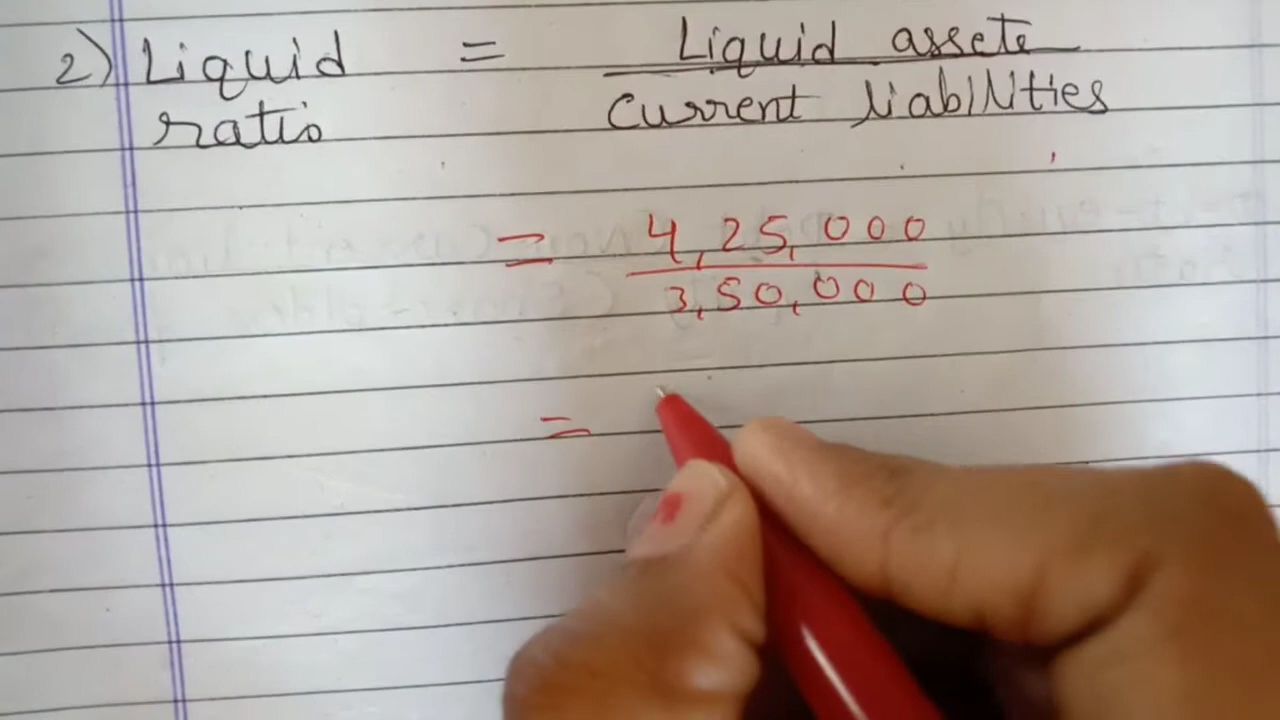 2) Liquid = Liquid assets
ratio Current liabilities
= 4,25,000
3,50,000
=